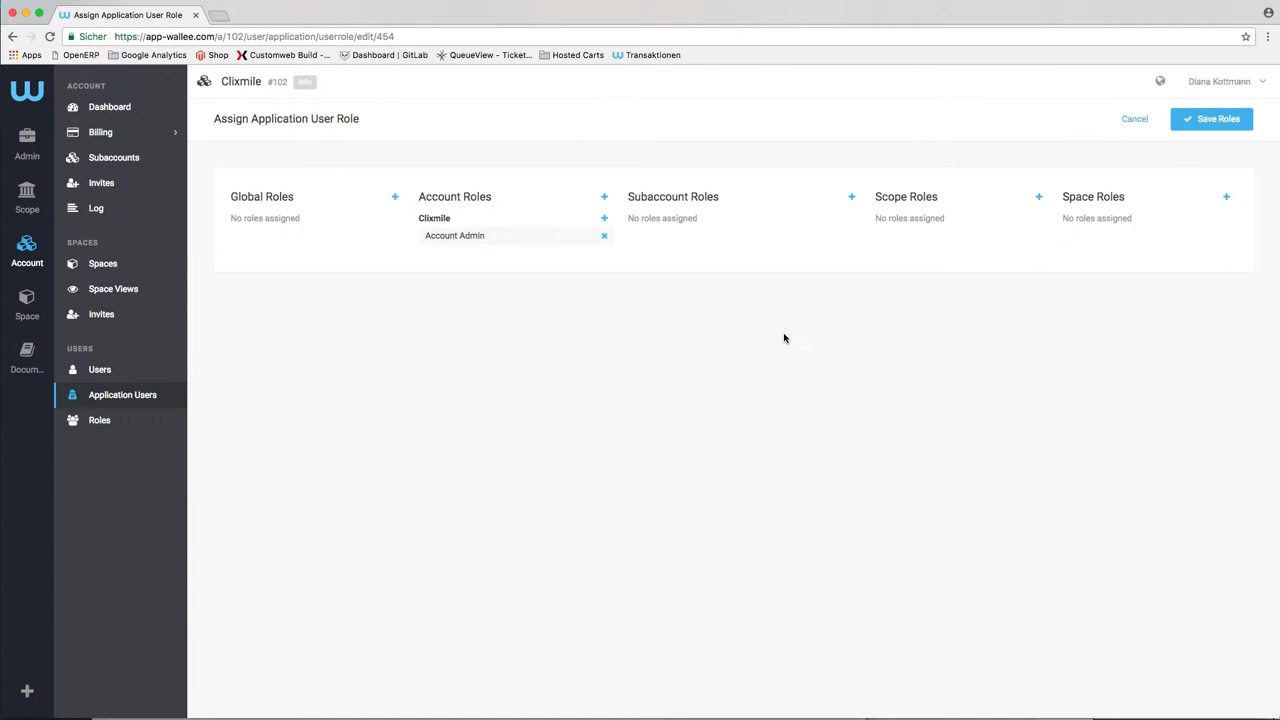 Assign Application User Role
Sicher https://app-wallee.com/a/102/user/application/userrole/edit/454
Apps OpenERP Google Analytics Shop Customweb Build -... Dashboard | GitLab QueueView - Ticket... Hosted Carts Transaktionen
Admin
Scope
Account
Space
Docum...
ACCOUNT
Dashboard
Billing
Subaccounts
Invites
Log
SPACES
Spaces
Space Views
Invites
USERS
Users
Application Users
Roles
Clixmile #102 Info
Diana Kottmann
Assign Application User Role
Cancel
Save Roles
Global Roles
No roles assigned
Account Roles
Clixmile
Account Admin
Subaccount Roles
No roles assigned
Scope Roles
No roles assigned
Space Roles
No roles assigned